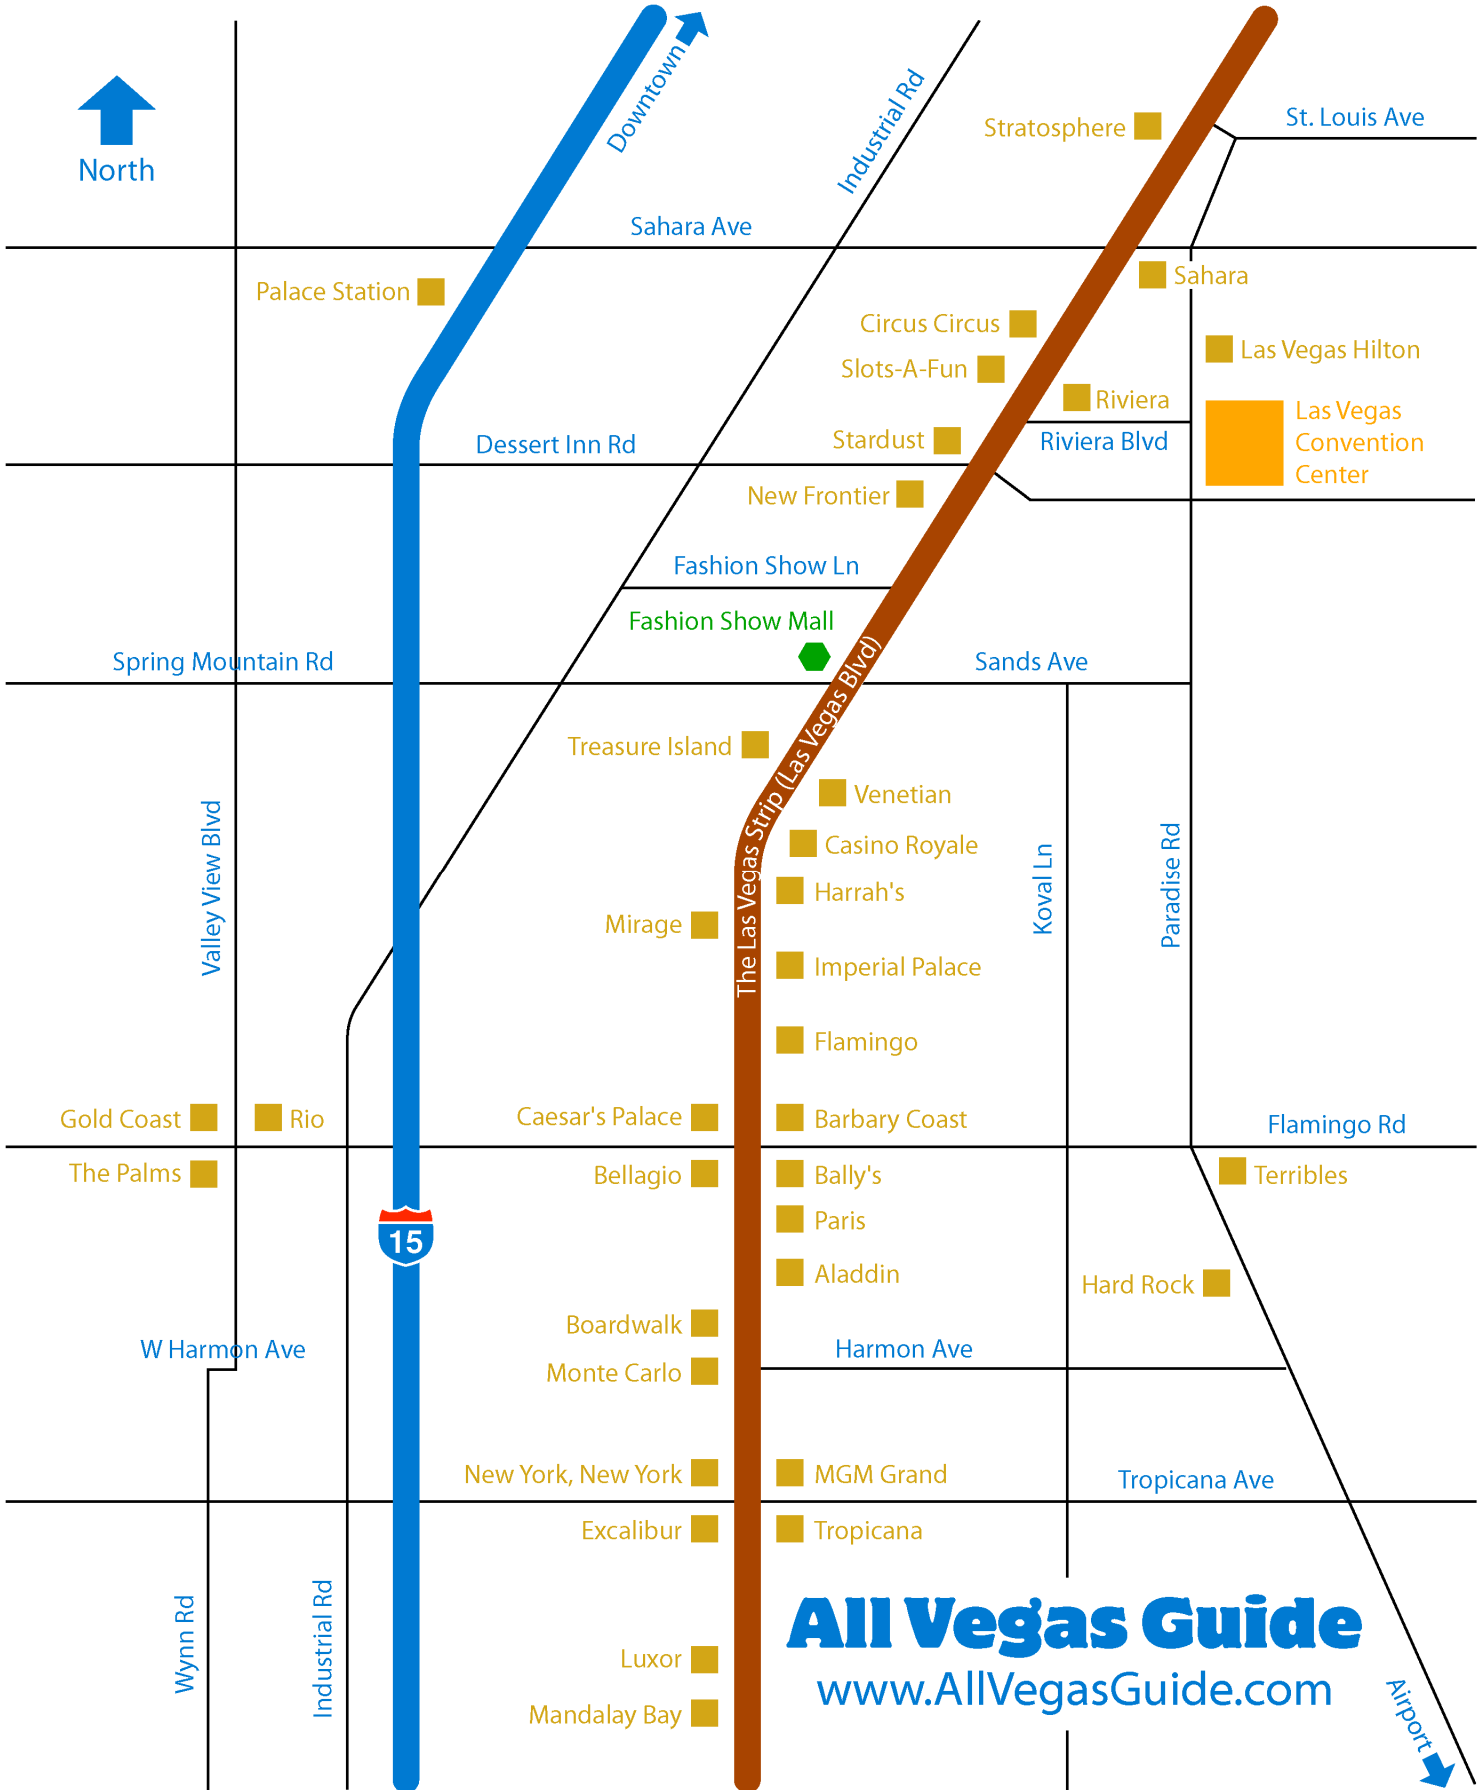 Downtown
Industrial Rd
Stratosphere
St. Louis Ave
North
Sahara Ave
Palace Station
Sahara
Circus Circus
Las Vegas Hilton
Slots-A-Fun
Riviera
Las Vegas
Convention
Center
Stardust
Riviera Blvd
Dessert Inn Rd
New Frontier
Fashion Show Ln
Fashion Show Mall
Spring Mountain Rd
Sands Ave
The Las Vegas Strip (Las Vegas Blvd)
Treasure Island
Venetian
Casino Royale
Valley View Blvd
Koval Ln
Paradise Rd
Harrah's
Mirage
Imperial Palace
Flamingo
Gold Coast
Rio
Caesar's Palace
Barbary Coast
Flamingo Rd
The Palms
Bellagio
Bally's
Terribles
Paris
15
Aladdin
Hard Rock
Boardwalk
W Harmon Ave
Harmon Ave
Monte Carlo
New York, New York
MGM Grand
Tropicana Ave
Excalibur
Tropicana
Wynn Rd
Industrial Rd
All Vegas Guide
Luxor
www.AllVegasGuide.com
Mandalay Bay
Airport